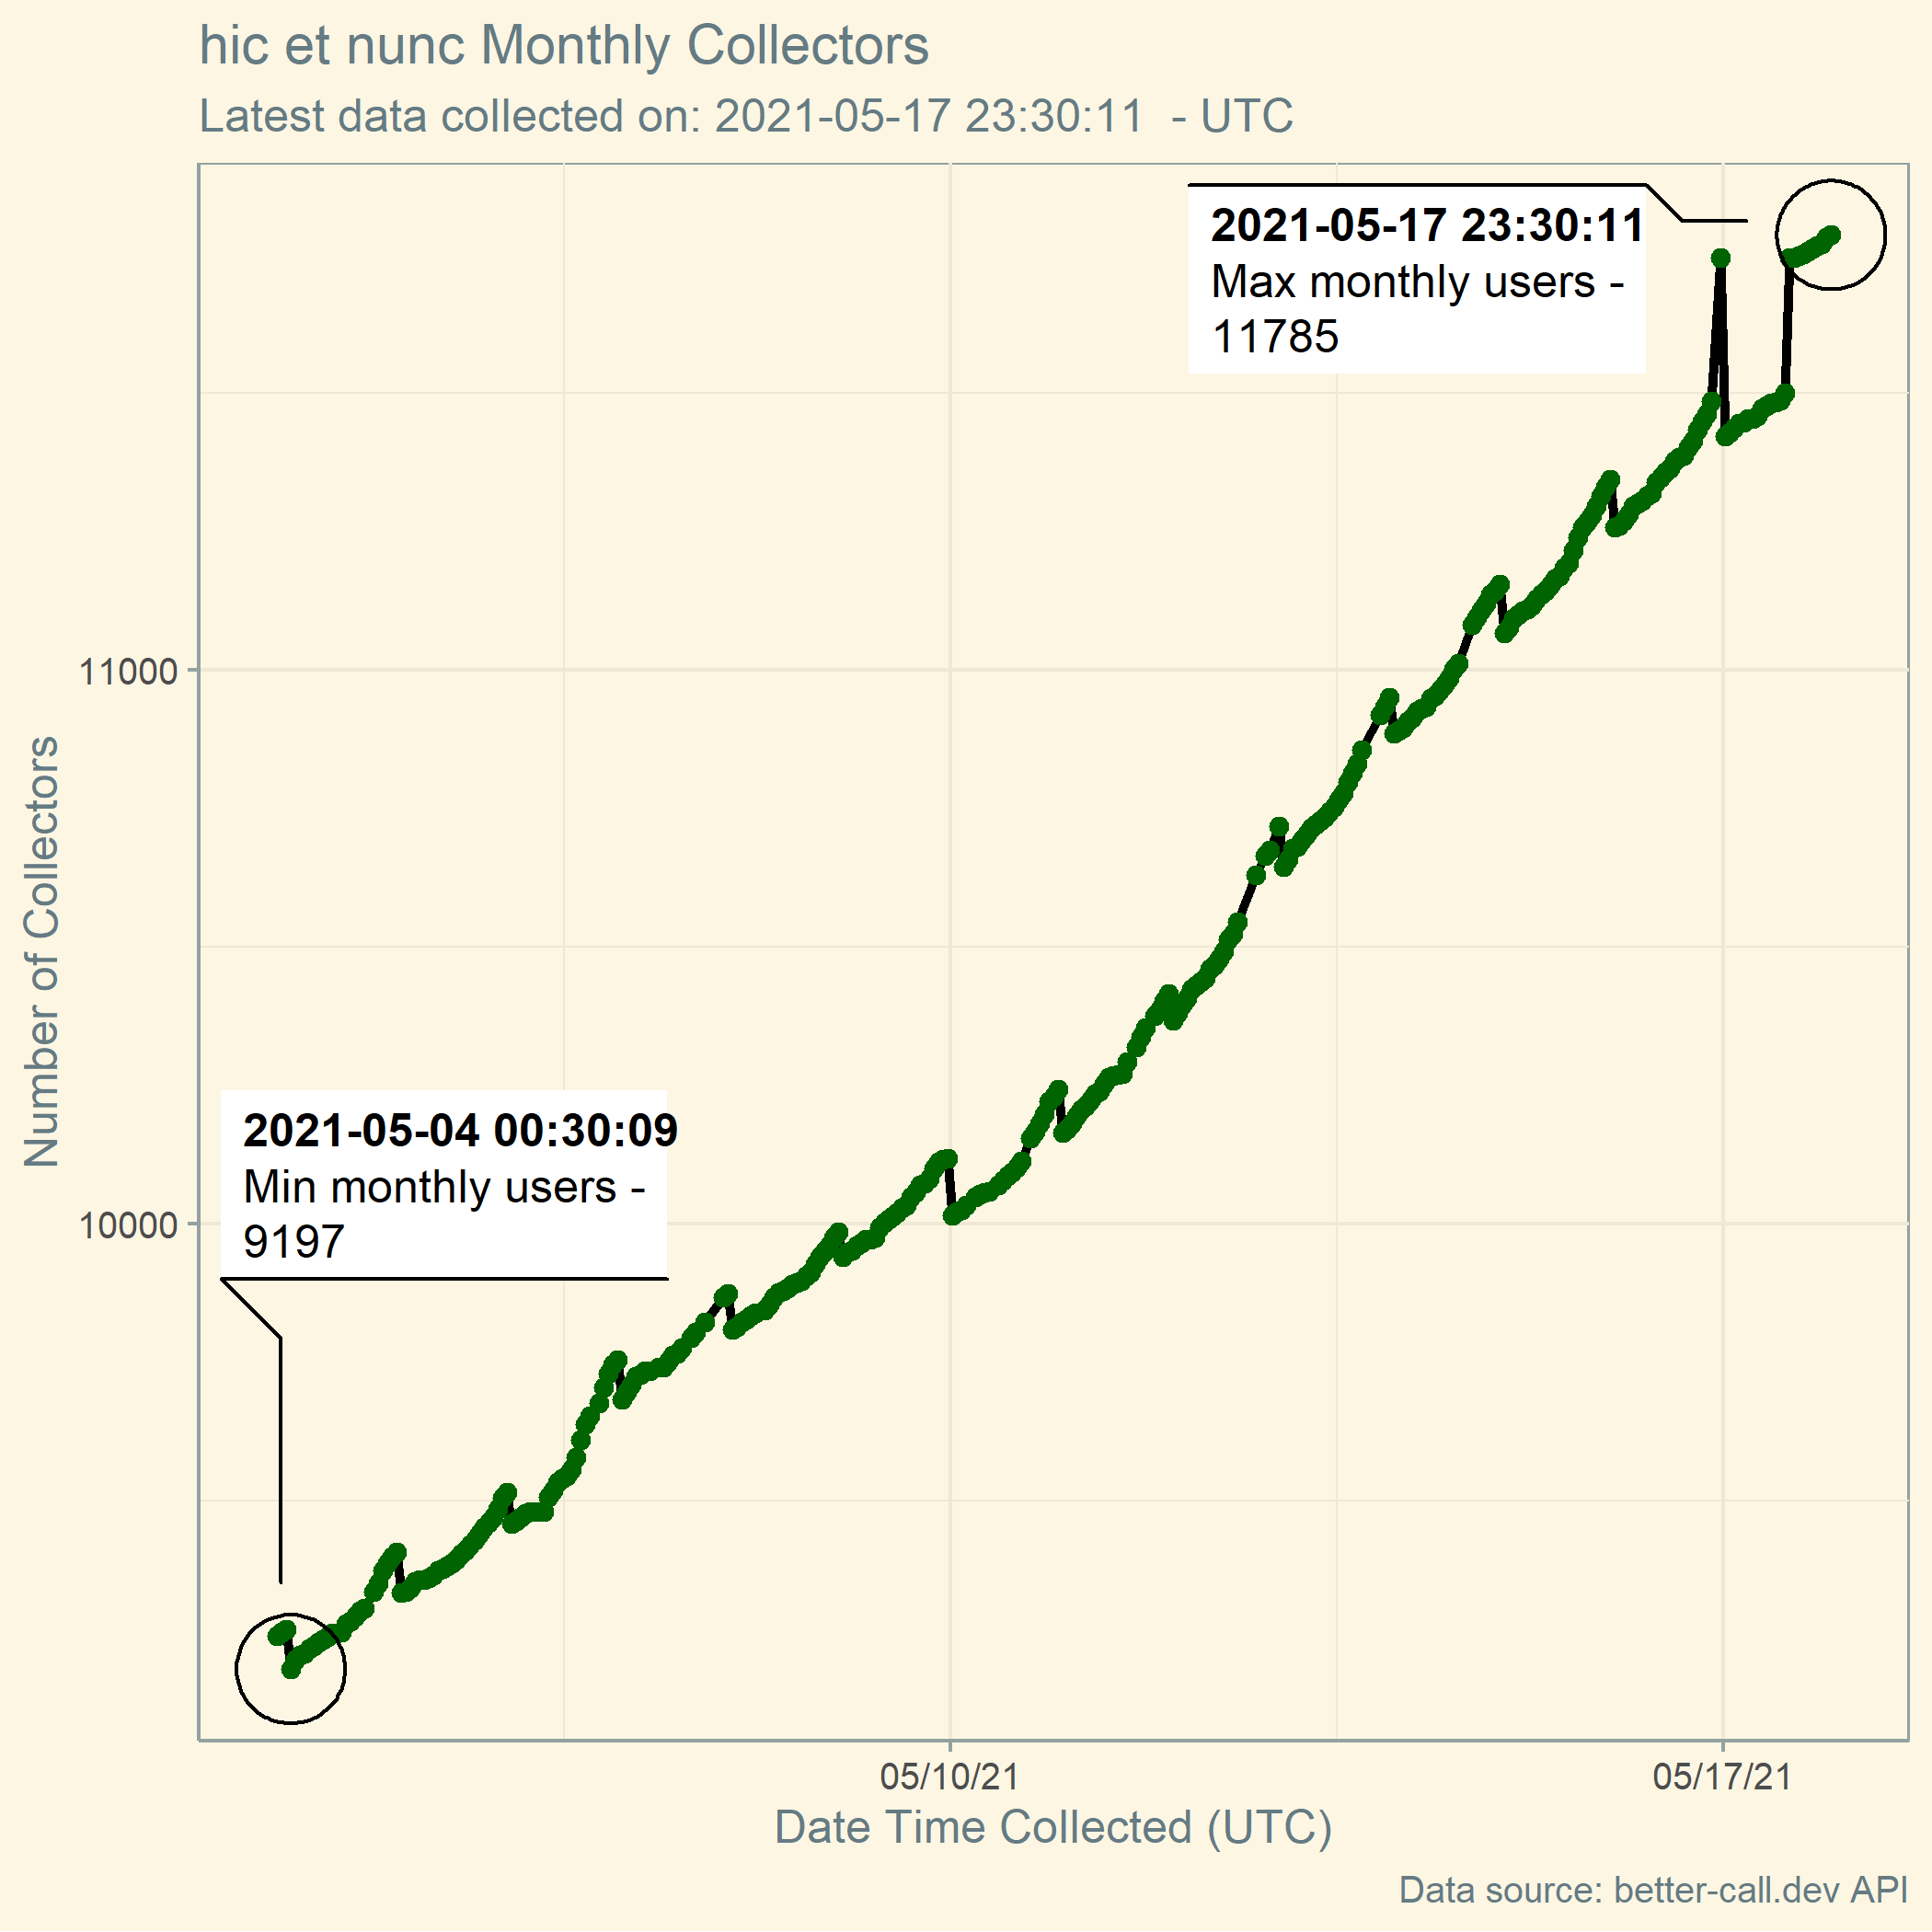 hic et nunc Monthly Collectors
Latest data collected on: 2021-05-17 23:30:11  - UTC
2021-05-17 23:30:11
Max monthly users -
11785
11000
Number of Collectors
2021-05-04 00:30:09
Min monthly users -
9197
10000
05/10/21
05/17/21
Date Time Collected (UTC)
Data source: better-call.dev API